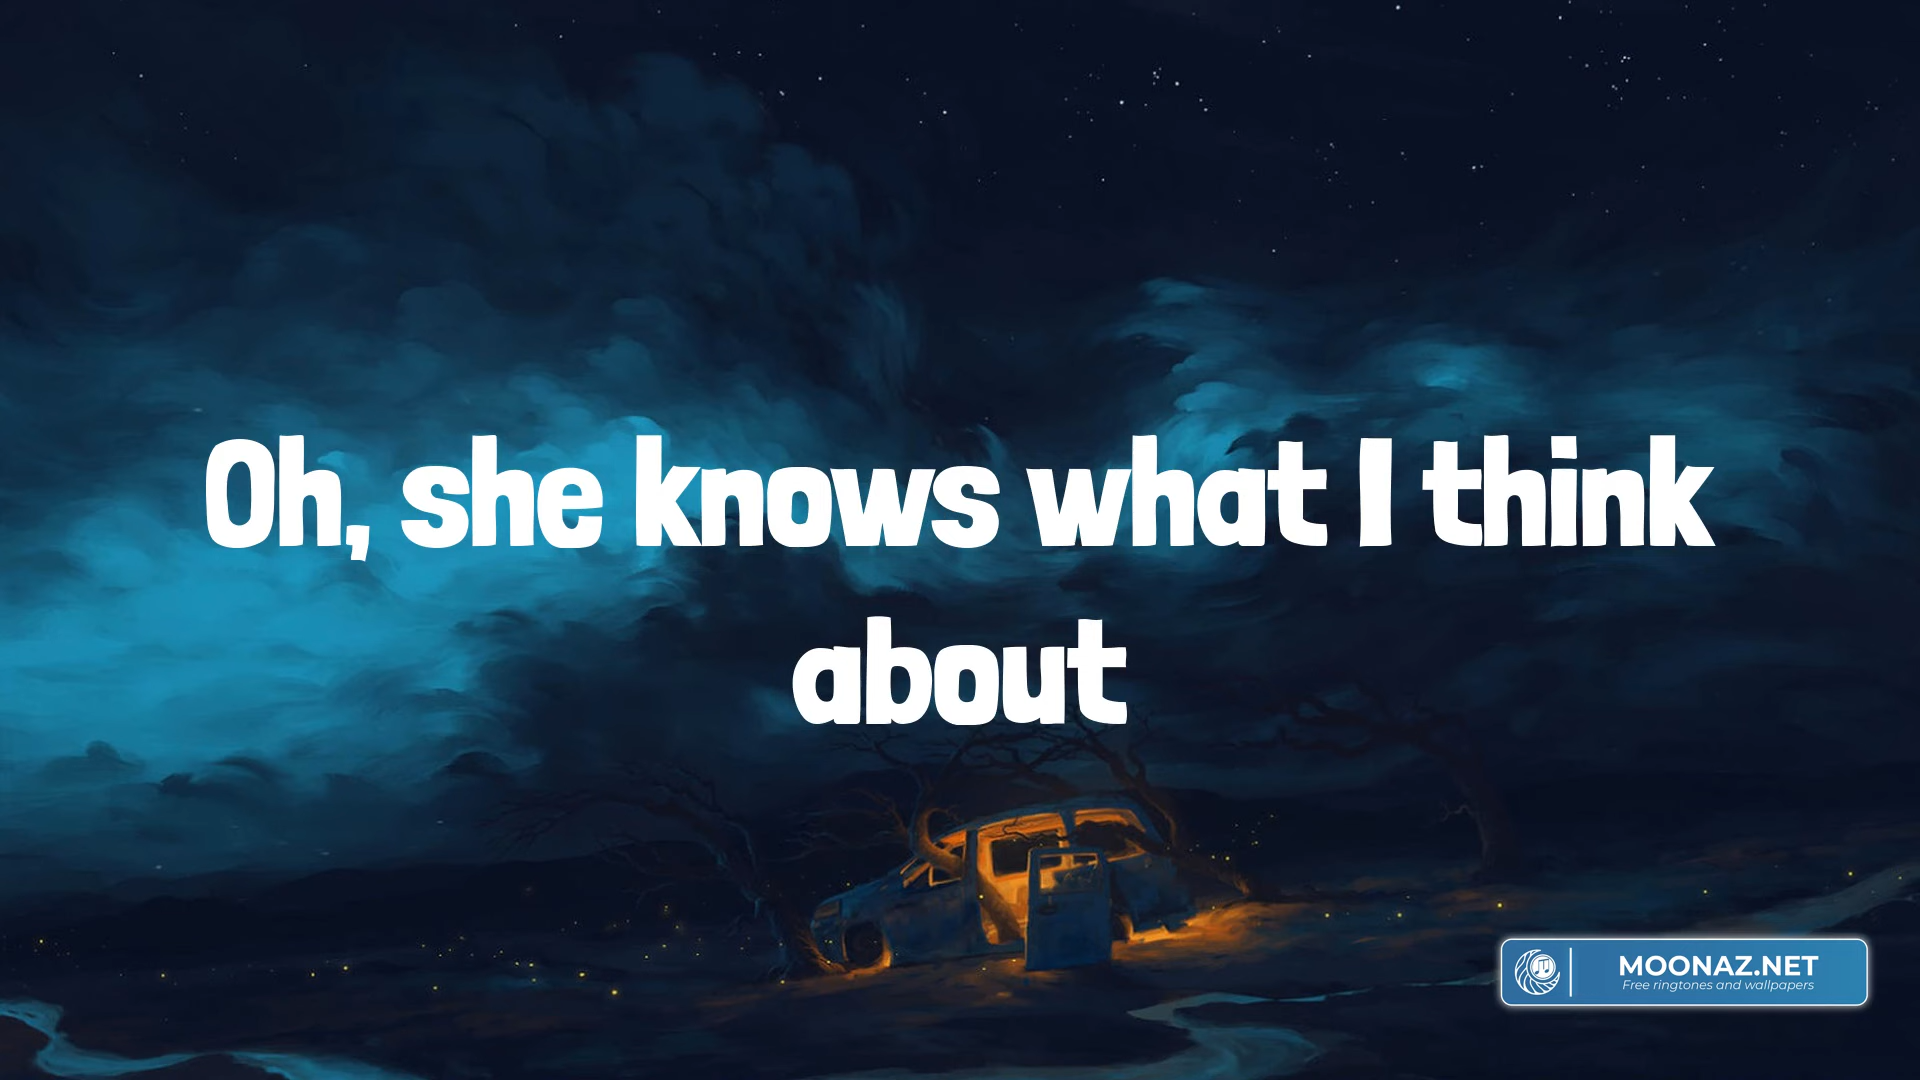 Oh, she knows what I think
about
MOONAZ.NET
Free ringtones and wallpapers